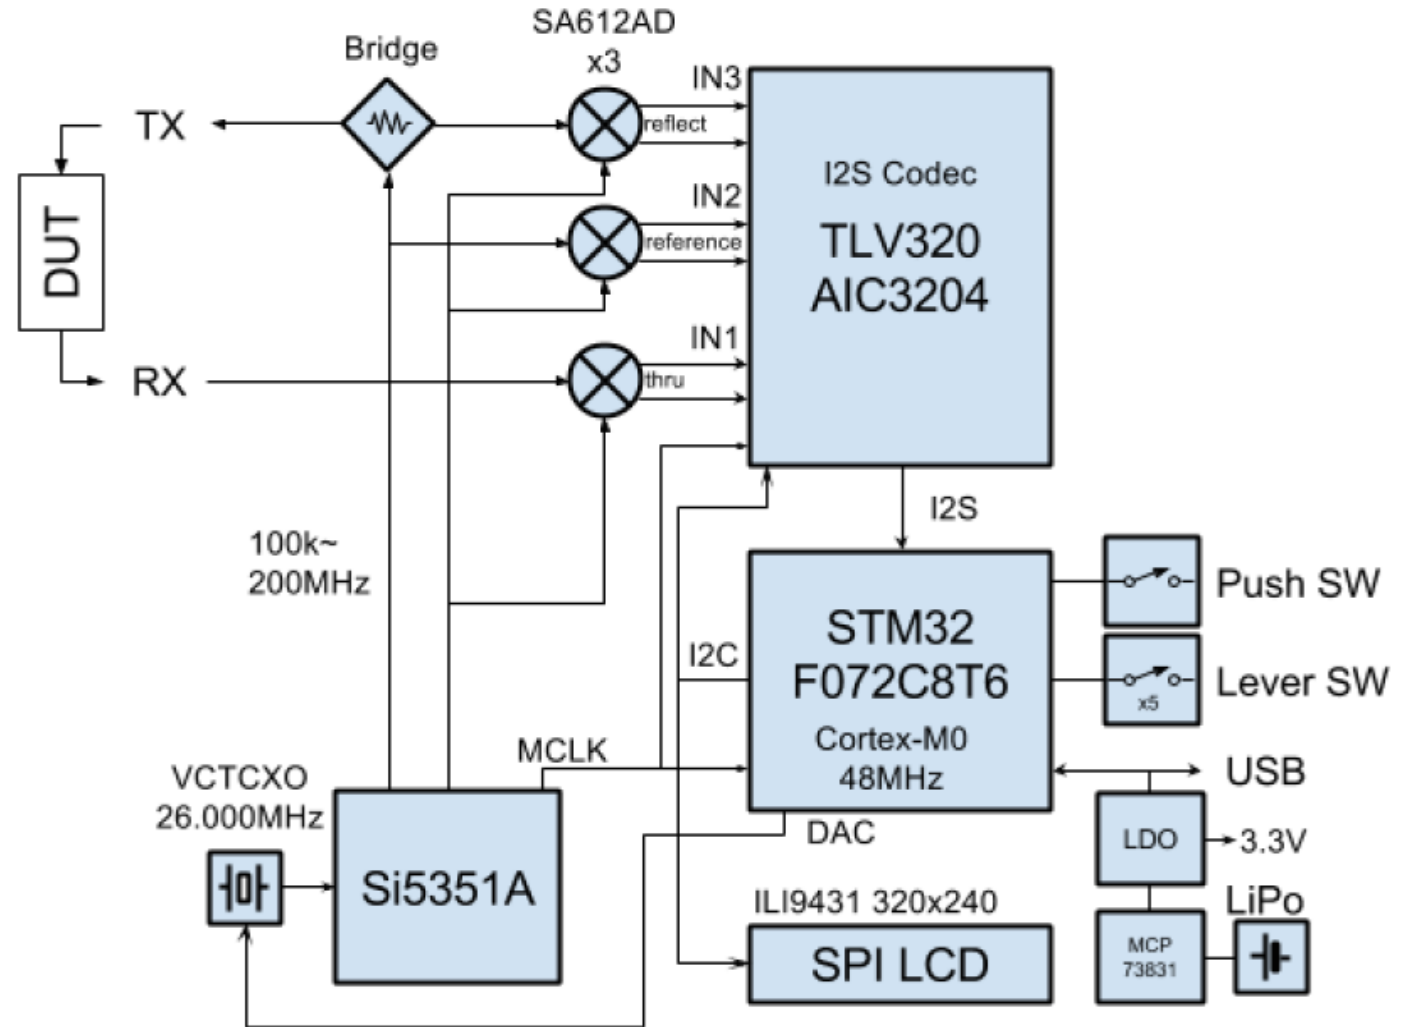 SA612AD
x3
Bridge
IN3
TX
reflect
I2S Codec
TLV320
AIC3204
IN2
reference
DUT
IN1
RX
thru
I2S
100k~
200MHz
Push SW
STM32
F072C8T6
Cortex-M0
48MHz
I2C
Lever SW
x5
MCLK
VCTCXO
26.000MHz
USB
DAC
LDO
3.3V
Si5351A
ILI9431 320x240
SPI LCD
LiPo
MCP
73831